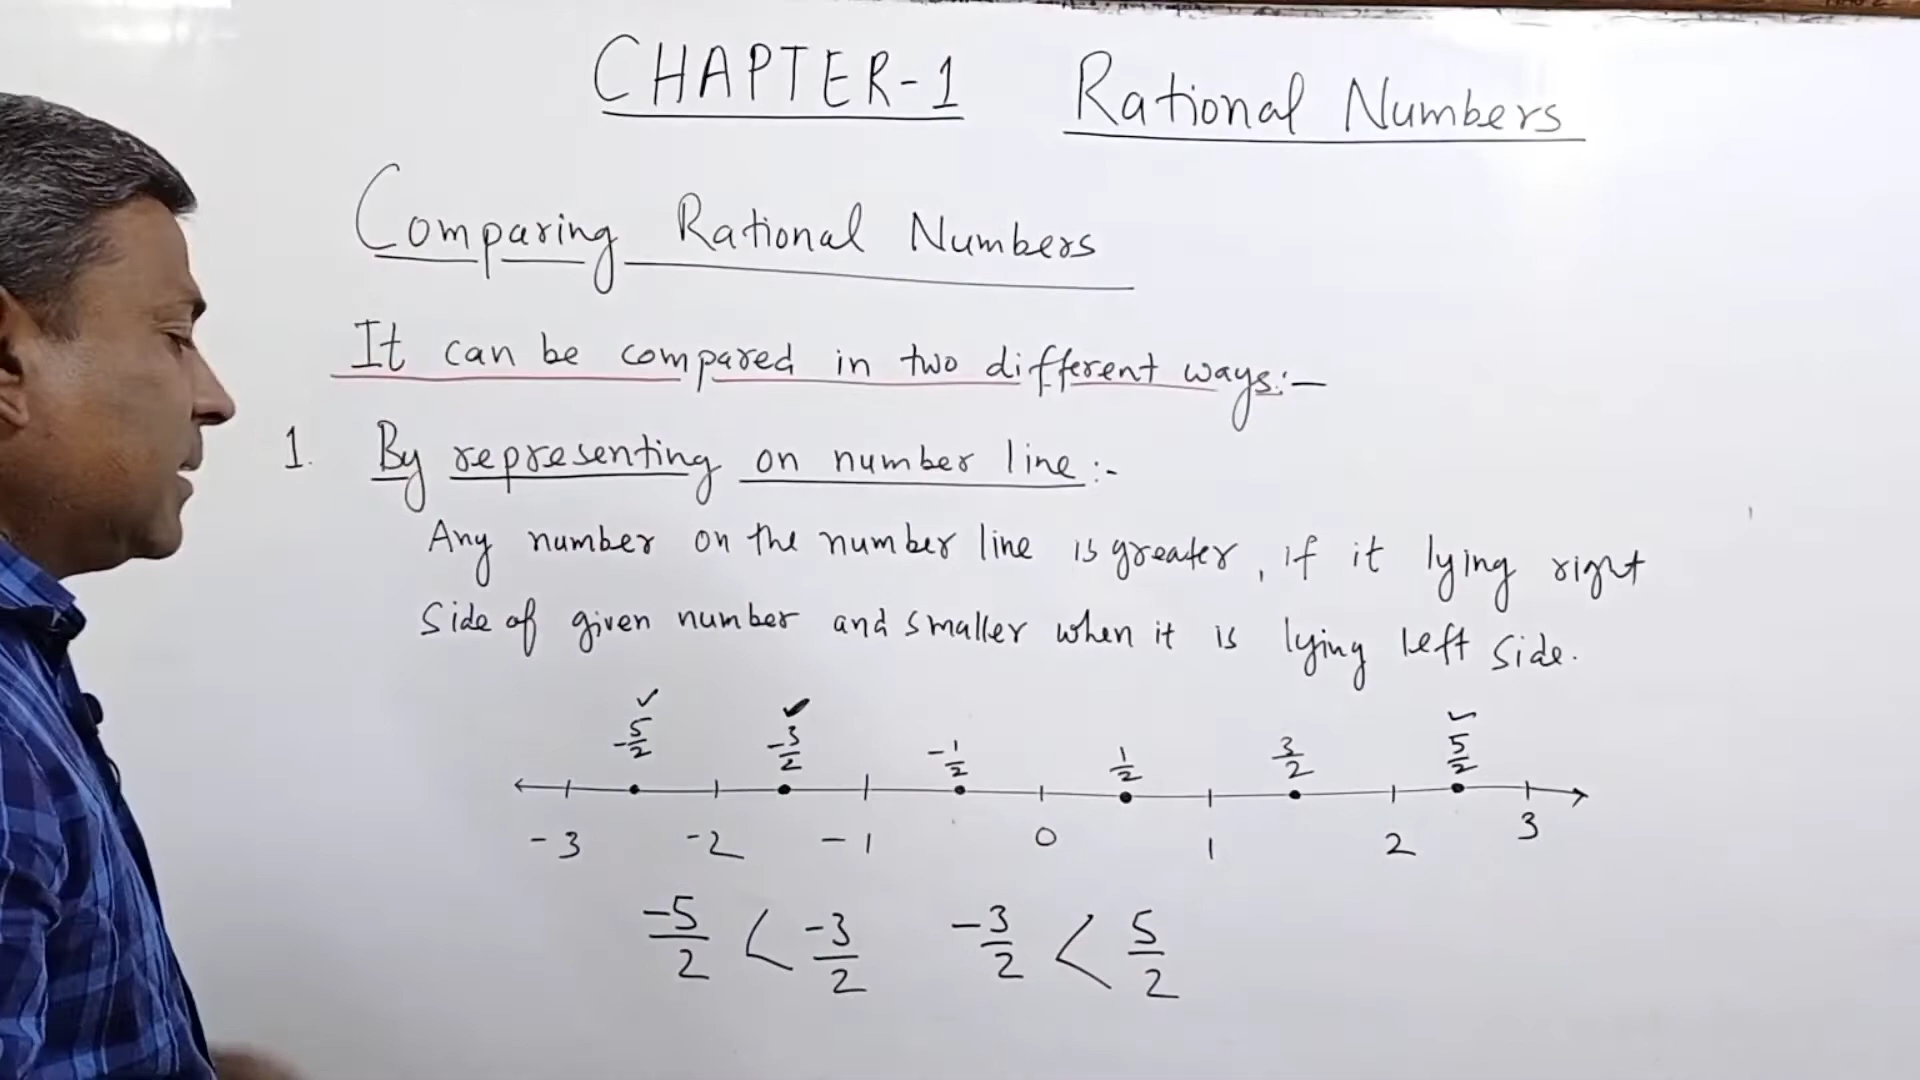 CHAPTER-1 Rational Numbers
Comparing Rational Numbers
It can be compared in two different ways:-
1. By representing on number line:-
Any number on the number line is greater, if it lying right
side of given number and smaller when it is lying left side.
✓ ✓ ✓
-5/2 -3/2 -1/2 1/2 3/2 5/2
-3 -2 -1 0 1 2 3
-5/2 < -3/2 -3/2 < 5/2